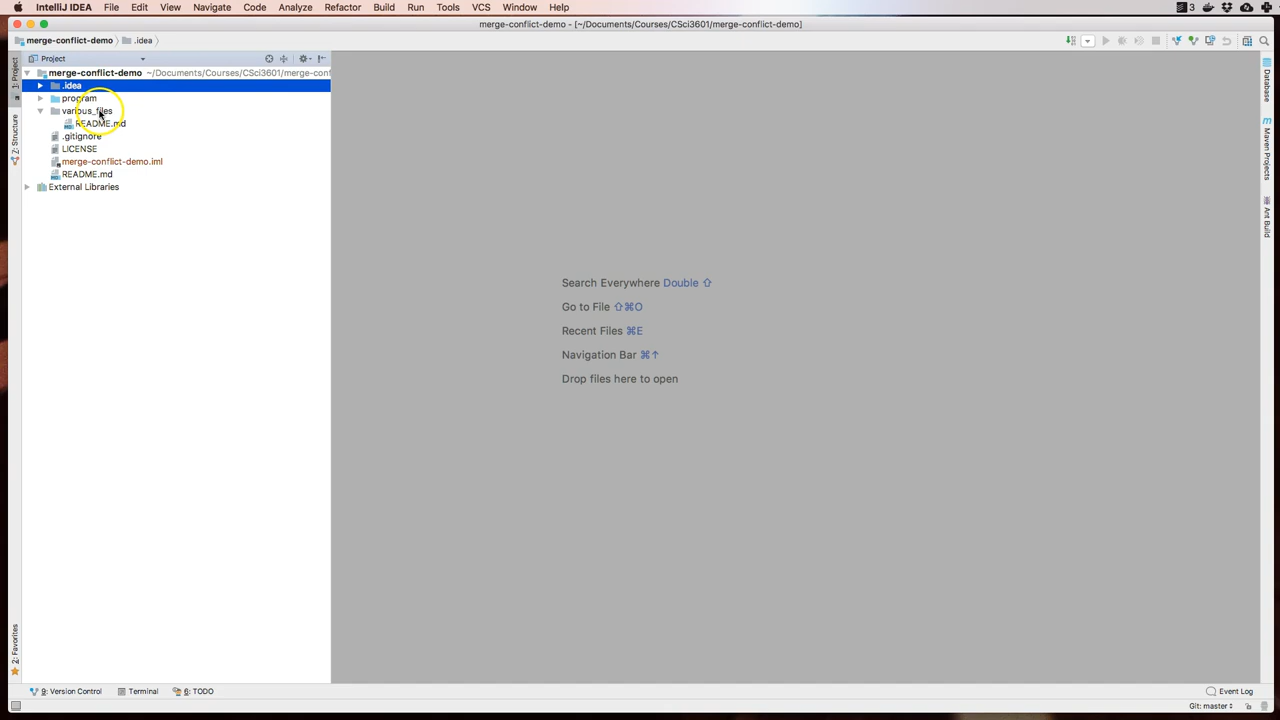 IntelliJ IDEA File Edit View Navigate Code Analyze Refactor Build Run Tools VCS Window Help 3
merge-conflict-demo - [~/Documents/Courses/CSci3601/merge-conflict-demo]
merge-conflict-demo .idea
Project
merge-conflict-demo ~/Documents/Courses/CSci3601/merge-conf
.idea
program
various_files
README.md
.gitignore
LICENSE
merge-conflict-demo.iml
README.md
External Libraries
1: Project
7: Structure
2: Favorites
Search Everywhere Double ⇧
Go to File ⇧⌘O
Recent Files ⌘E
Navigation Bar ⌘↑
Drop files here to open
Database
Maven Projects
Ant Build
9: Version Control Terminal 6: TODO Event Log
Git: master